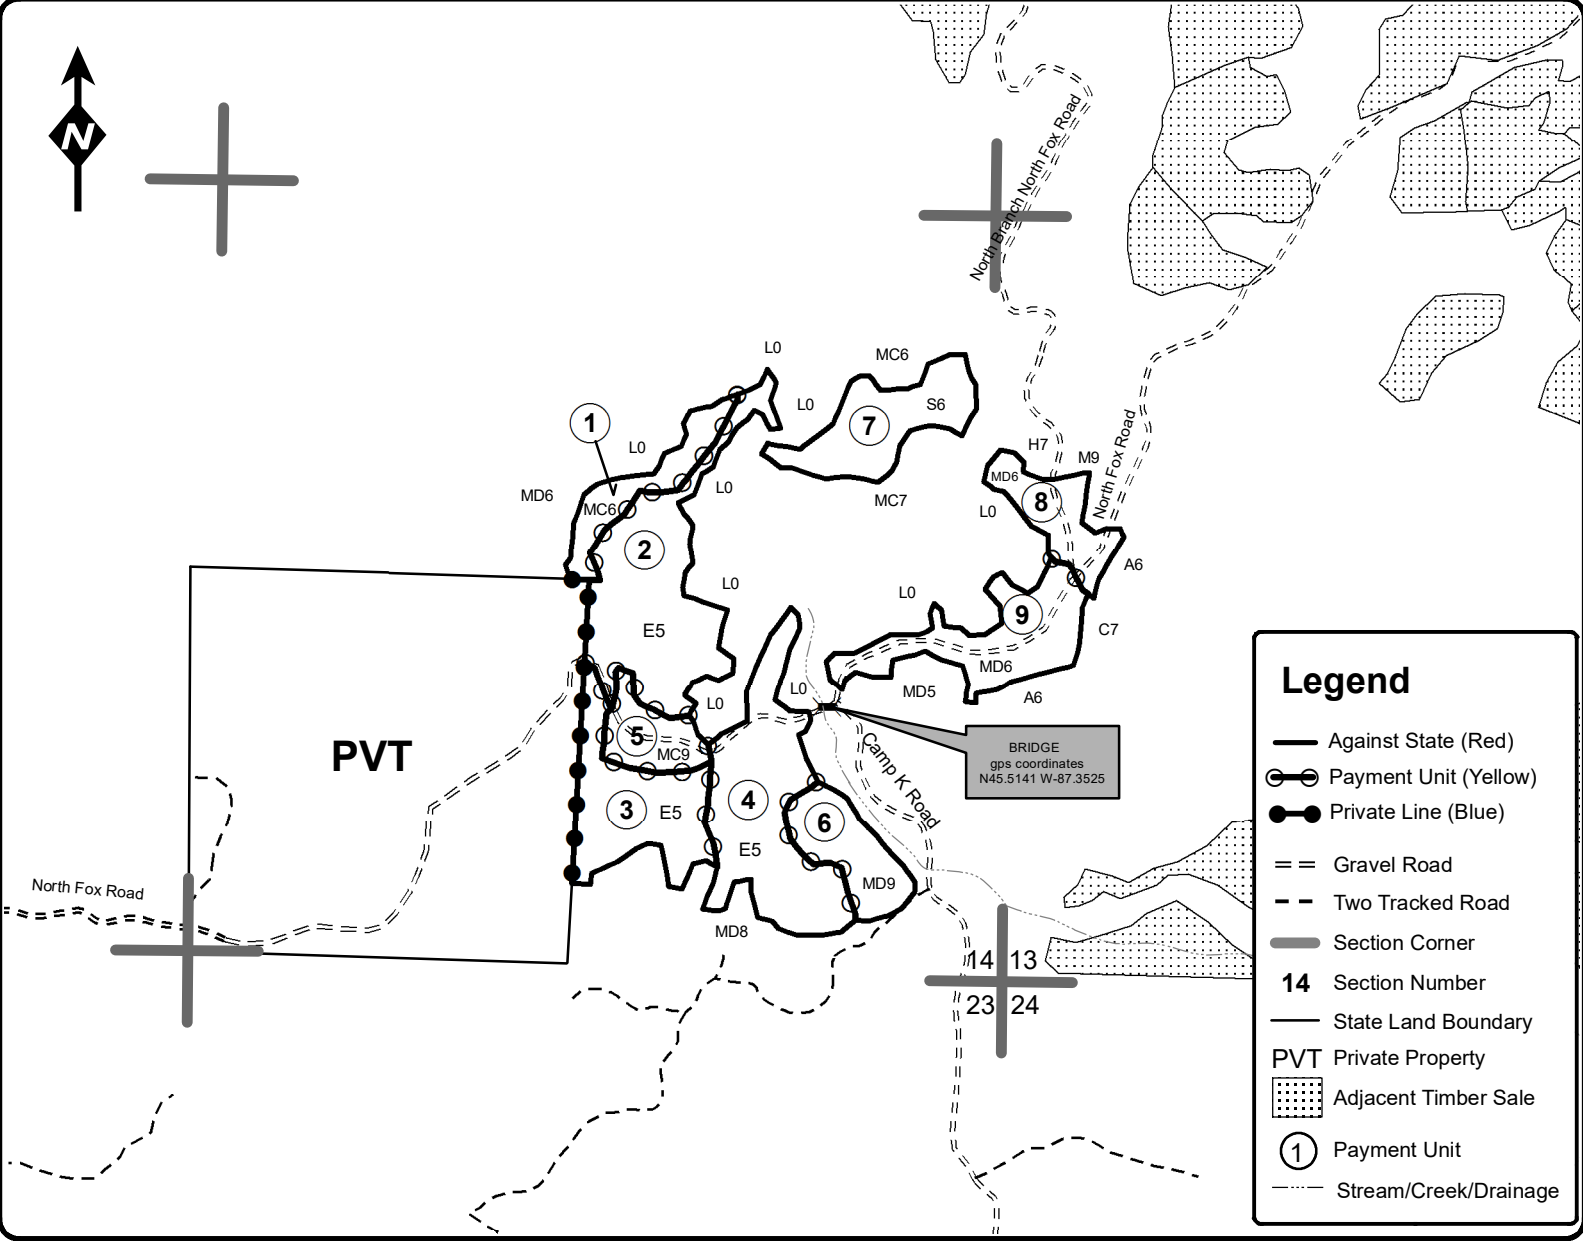 N
North Branch North Fox Road
L0
MC6
L0
S6
7
1
L0
H7
M9
North Fox Road
MD6
MD6
L0
MC7
8
MC6
L0
2
A6
L0
L0
9
C7
E5
MD6
L0
MD5
A6
L0
5
PVT
MC9
BRIDGE
gps coordinates
N45.5141 W-87.3525
Camp K Road
3
E5
4
6
E5
MD9
North Fox Road
MD8
14 13
23 24
Legend
Against State (Red)
Payment Unit (Yellow)
Private Line (Blue)
Gravel Road
Two Tracked Road
Section Corner
14 Section Number
State Land Boundary
PVT Private Property
Adjacent Timber Sale
1 Payment Unit
Stream/Creek/Drainage